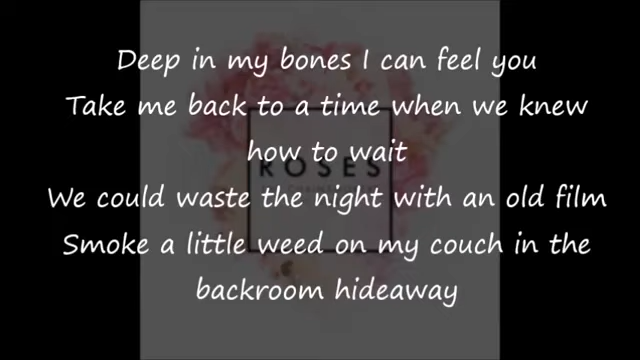 Deep in my bones I can feel you
Take me back to a time when we knew
how to wait
ROSES
We could waste the night with an old film
Smoke a little weed on my couch in the
backroom hideaway